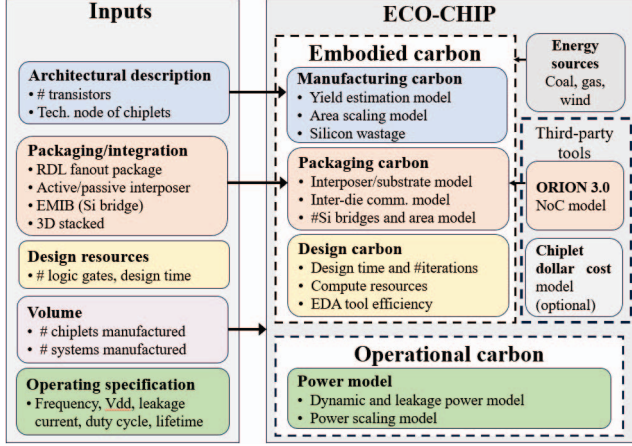 Inputs
Architectural description
• # transistors
• Tech. node of chiplets
Packaging/integration
• RDL fanout package
• Active/passive interposer
• EMIB (Si bridge)
• 3D stacked
Design resources
• # logic gates, design time
Volume
• # chiplets manufactured
• # systems manufactured
Operating specification
• Frequency, Vdd, leakage
current, duty cycle, lifetime
ECO-CHIP
Embodied carbon
Manufacturing carbon
• Yield estimation model
• Area scaling model
• Silicon wastage
Packaging carbon
• Interposer/substrate model
• Inter-die comm. model
• #Si bridges and area model
Design carbon
• Design time and #iterations
• Compute resources
• EDA tool efficiency
Operational carbon
Power model
• Dynamic and leakage power model
• Power scaling model
Energy
sources
Coal, gas,
wind
Third-party
tools
ORION 3.0
NoC model
Chiplet
dollar cost
model
(optional)